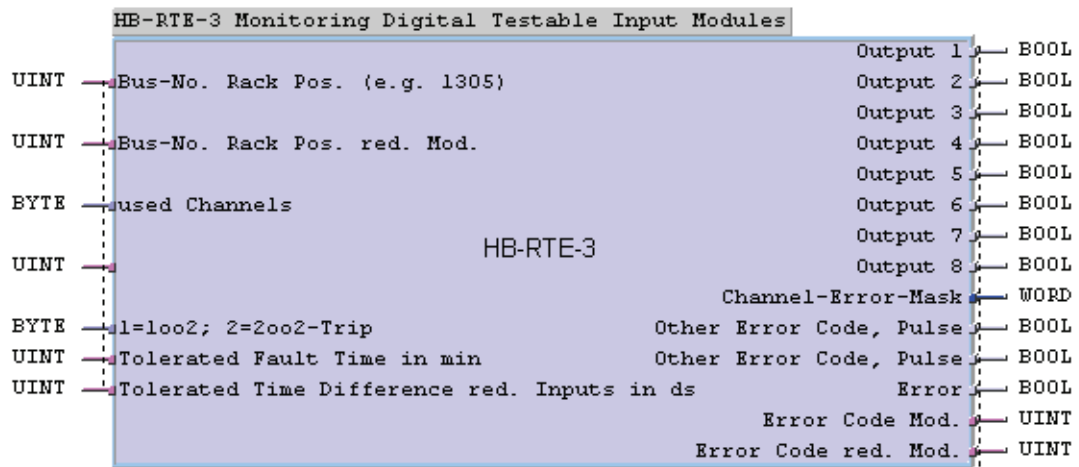 HB-RTE-3 Monitoring Digital Testable Input Modules
Output 1 BOOL
UINT Bus-No. Rack Pos. (e.g. 1305) Output 2 BOOL
Output 3 BOOL
UINT Bus-No. Rack Pos. red. Mod. Output 4 BOOL
Output 5 BOOL
BYTE used Channels Output 6 BOOL
Output 7 BOOL
HB-RTE-3
UINT Output 8 BOOL
Channel-Error-Mask WORD
BYTE 1=1oo2; 2=2oo2-Trip Other Error Code, Pulse BOOL
UINT Tolerated Fault Time in min Other Error Code, Pulse BOOL
UINT Tolerated Time Difference red. Inputs in ds Error BOOL
Error Code Mod. UINT
Error Code red. Mod. UINT